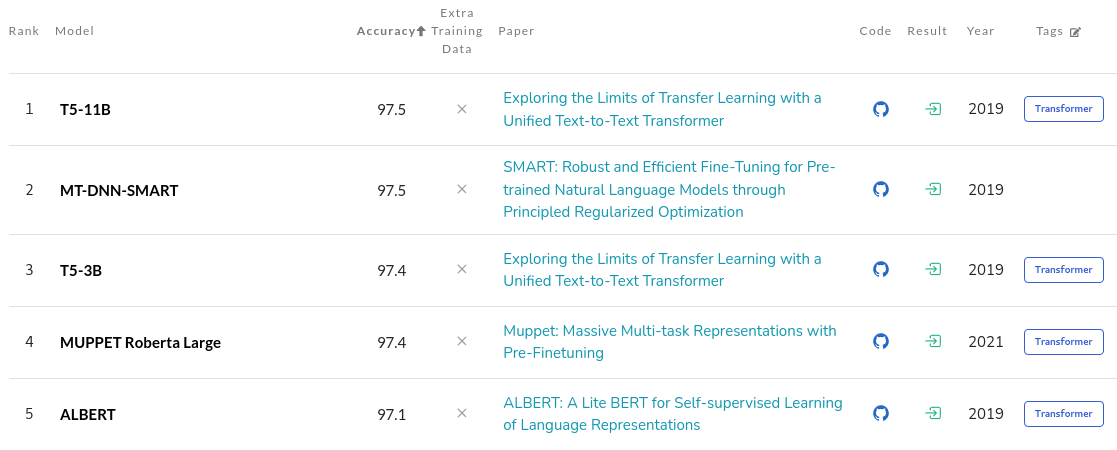 Rank Model Accuracy Extra Training Data Paper Code Result Year Tags
1 T5-11B 97.5 × Exploring the Limits of Transfer Learning with a
Unified Text-to-Text Transformer 2019 Transformer
2 MT-DNN-SMART 97.5 × SMART: Robust and Efficient Fine-Tuning for Pre-
trained Natural Language Models through
Principled Regularized Optimization 2019
3 T5-3B 97.4 × Exploring the Limits of Transfer Learning with a
Unified Text-to-Text Transformer 2019 Transformer
4 MUPPET Roberta Large 97.4 × Muppet: Massive Multi-task Representations with
Pre-Finetuning 2021 Transformer
5 ALBERT 97.1 × ALBERT: A Lite BERT for Self-supervised Learning
of Language Representations 2019 Transformer